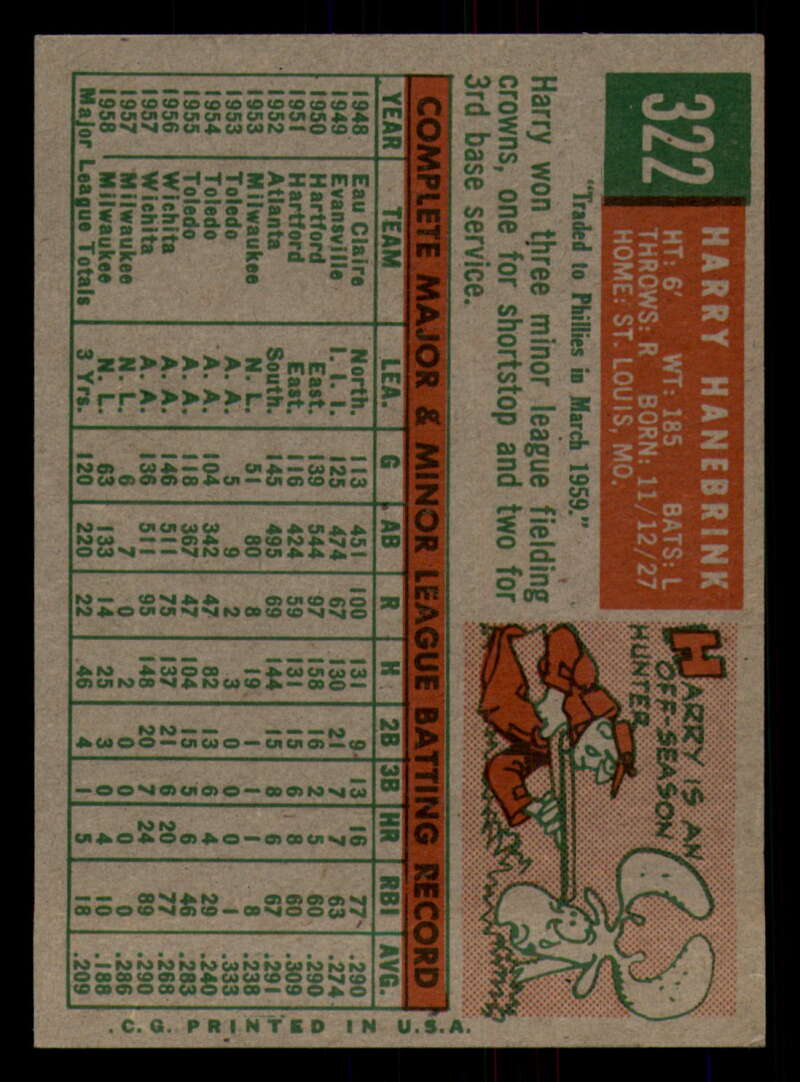 322
HARRY HANEBRINK
HT: 6' WT: 185 BATS: L
THROWS: R BORN: 11/12/27
HOME: ST. LOUIS, MO.
"Traded to Phillies in March 1959."
Harry won three minor league fielding
crowns, one for shortstop and two for
3rd base service.
HARRY IS AN
OFF-SEASON
HUNTER
COMPLETE MAJOR & MINOR LEAGUE BATTING RECORD
YEAR TEAM LEA. G AB R H 2B 3B HR RBI AVG.
1948 Eau Claire North. 113 451 100 131 9 13 16 77 .290
1949 Evansville I. I. I. 125 474 67 130 21 7 7 63 .274
1950 Hartford East. 139 544 97 158 16 2 5 60 .290
1951 Hartford East. 116 424 59 131 15 6 8 60 .309
1952 Atlanta South. 145 495 69 144 15 8 6 67 .291
1953 Milwaukee N. L. 51 80 8 19 1 1 1 8 .238
1953 Toledo A. A. 5 9 2 3 0 0 0 1 .333
1954 Toledo A. A. 104 342 47 82 13 6 4 29 .240
1955 Toledo A. A. 118 367 47 104 15 5 6 46 .283
1956 Wichita A. A. 146 511 75 137 21 6 20 77 .268
1957 Wichita A. A. 136 511 95 148 20 7 24 89 .290
1957 Milwaukee N. L. 6 7 0 2 0 0 0 0 .286
1958 Milwaukee N. L. 63 133 14 25 3 0 4 10 .188
Major League Totals 3 Yrs. 120 220 22 46 4 1 5 18 .209
.C.G. PRINTED IN U.S.A.